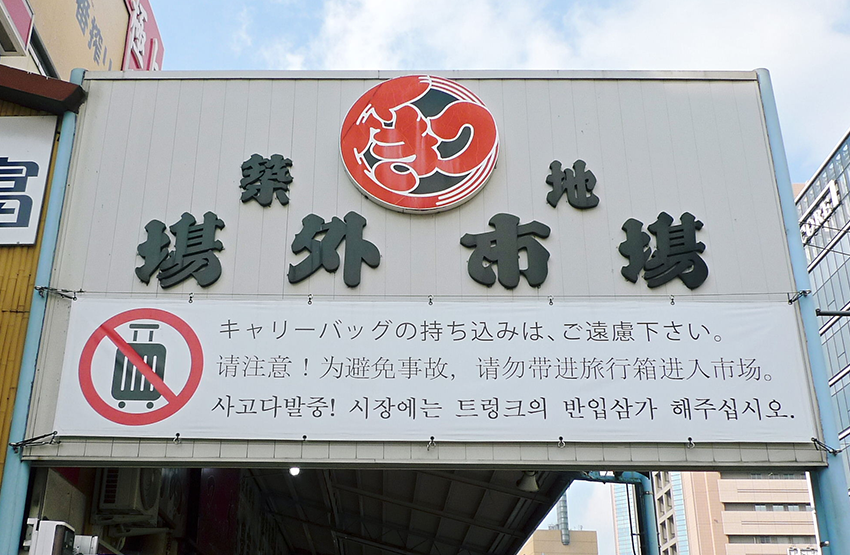 築地
場外市場
キャリーバッグの持ち込みは、ご遠慮下さい。
请注意！为避免事故，请勿带进旅行箱进入市场。
사고다발중! 시장에는 트렁크의 반입삼가 해주십시오.
富